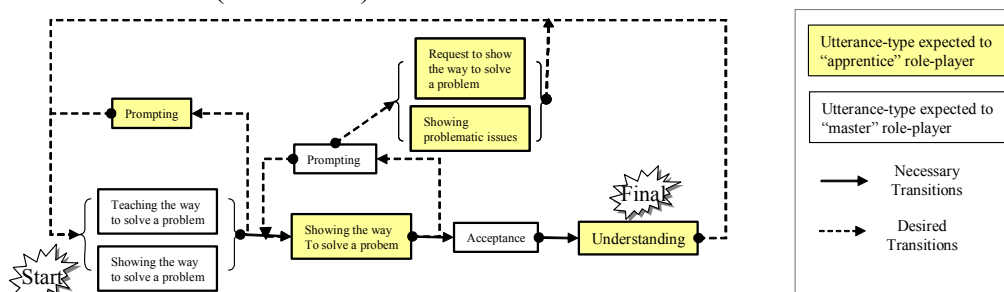 Request to show
the way to solve
a problem
Utterance-type expected to
“apprentice” role-player
Prompting
Showing
problematic issues
Utterance-type expected to
“master” role-player
Prompting
Final
Necessary
Transitions
Teaching the way
to solve a problem
Showing the way
To solve a probem
Acceptance
Understanding
Desired
Transitions
Start
Showing the way
to solve a problem